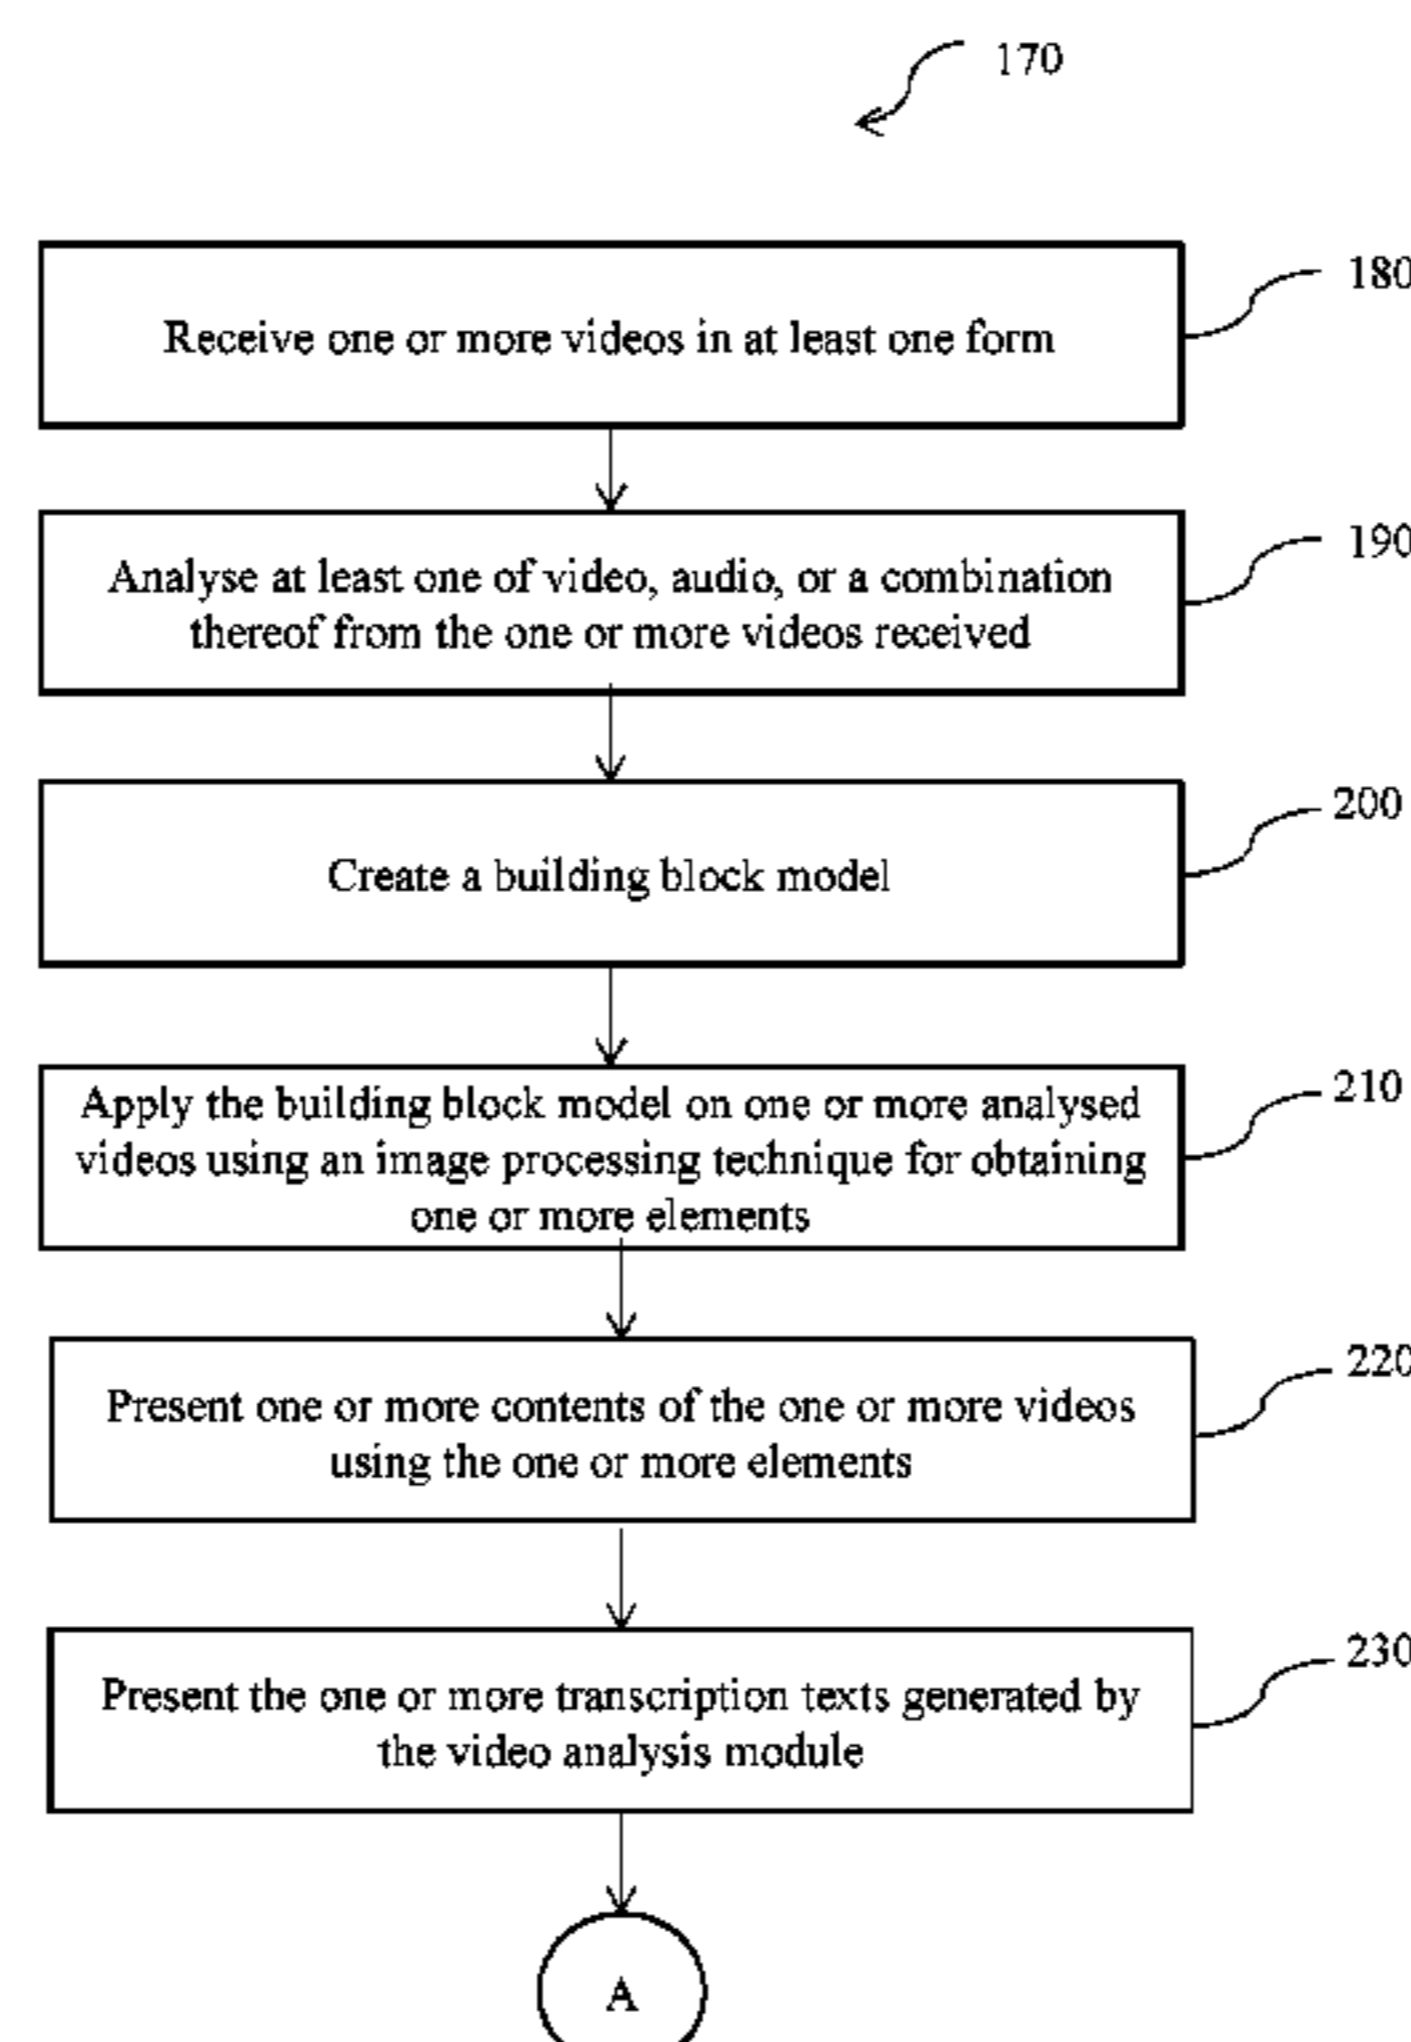 170
Receive one or more videos in at least one form
180
Analyse at least one of video, audio, or a combination
thereof from the one or more videos received
190
Create a building block model
200
Apply the building block model on one or more analysed
videos using an image processing technique for obtaining
one or more elements
210
Present one or more contents of the one or more videos
using the one or more elements
220
Present the one or more transcription texts generated by
the video analysis module
230
A